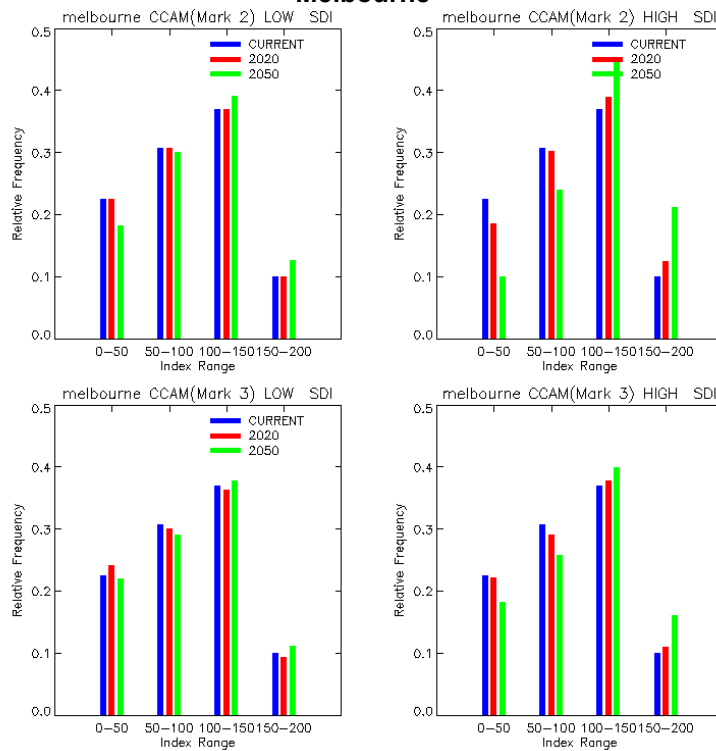 Melbourne
melbourne CCAM(Mark 2) LOW SDI
0.5
0.4
0.3
0.2
0.1
0.0
Relative Frequency
CURRENT
2020
2050
0-50 50-100 100-150 150-200
Index Range
melbourne CCAM(Mark 2) HIGH SDI
0.5
0.4
0.3
0.2
0.1
0.0
Relative Frequency
CURRENT
2020
2050
0-50 50-100 100-150 150-200
Index Range
melbourne CCAM(Mark 3) LOW SDI
0.5
0.4
0.3
0.2
0.1
0.0
Relative Frequency
CURRENT
2020
2050
0-50 50-100 100-150 150-200
Index Range
melbourne CCAM(Mark 3) HIGH SDI
0.5
0.4
0.3
0.2
0.1
0.0
Relative Frequency
0-50 50-100 100-150 150-200
Index Range